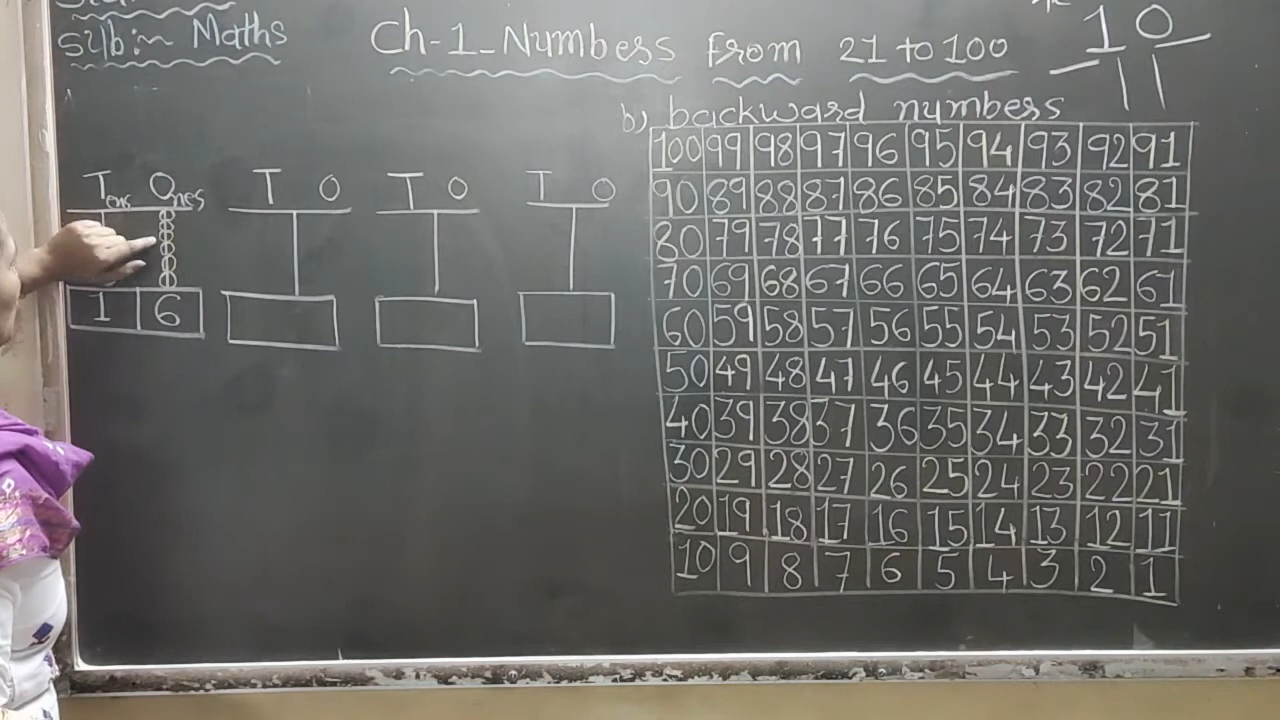 Sub:- Maths
Ch-1-Numbers from 21 to 100
10
b) backward numbers
Tens Ones
T O
T O
T O
1 6
100 99 98 97 96 95 94 93 92 91
90 89 88 87 86 85 84 83 82 81
80 79 78 77 76 75 74 73 72 71
70 69 68 67 66 65 64 63 62 61
60 59 58 57 56 55 54 53 52 51
50 49 48 47 46 45 44 43 42 41
40 39 38 37 36 35 34 33 32 31
30 29 28 27 26 25 24 23 22 21
20 19 18 17 16 15 14 13 12 11
10 9 8 7 6 5 4 3 2 1